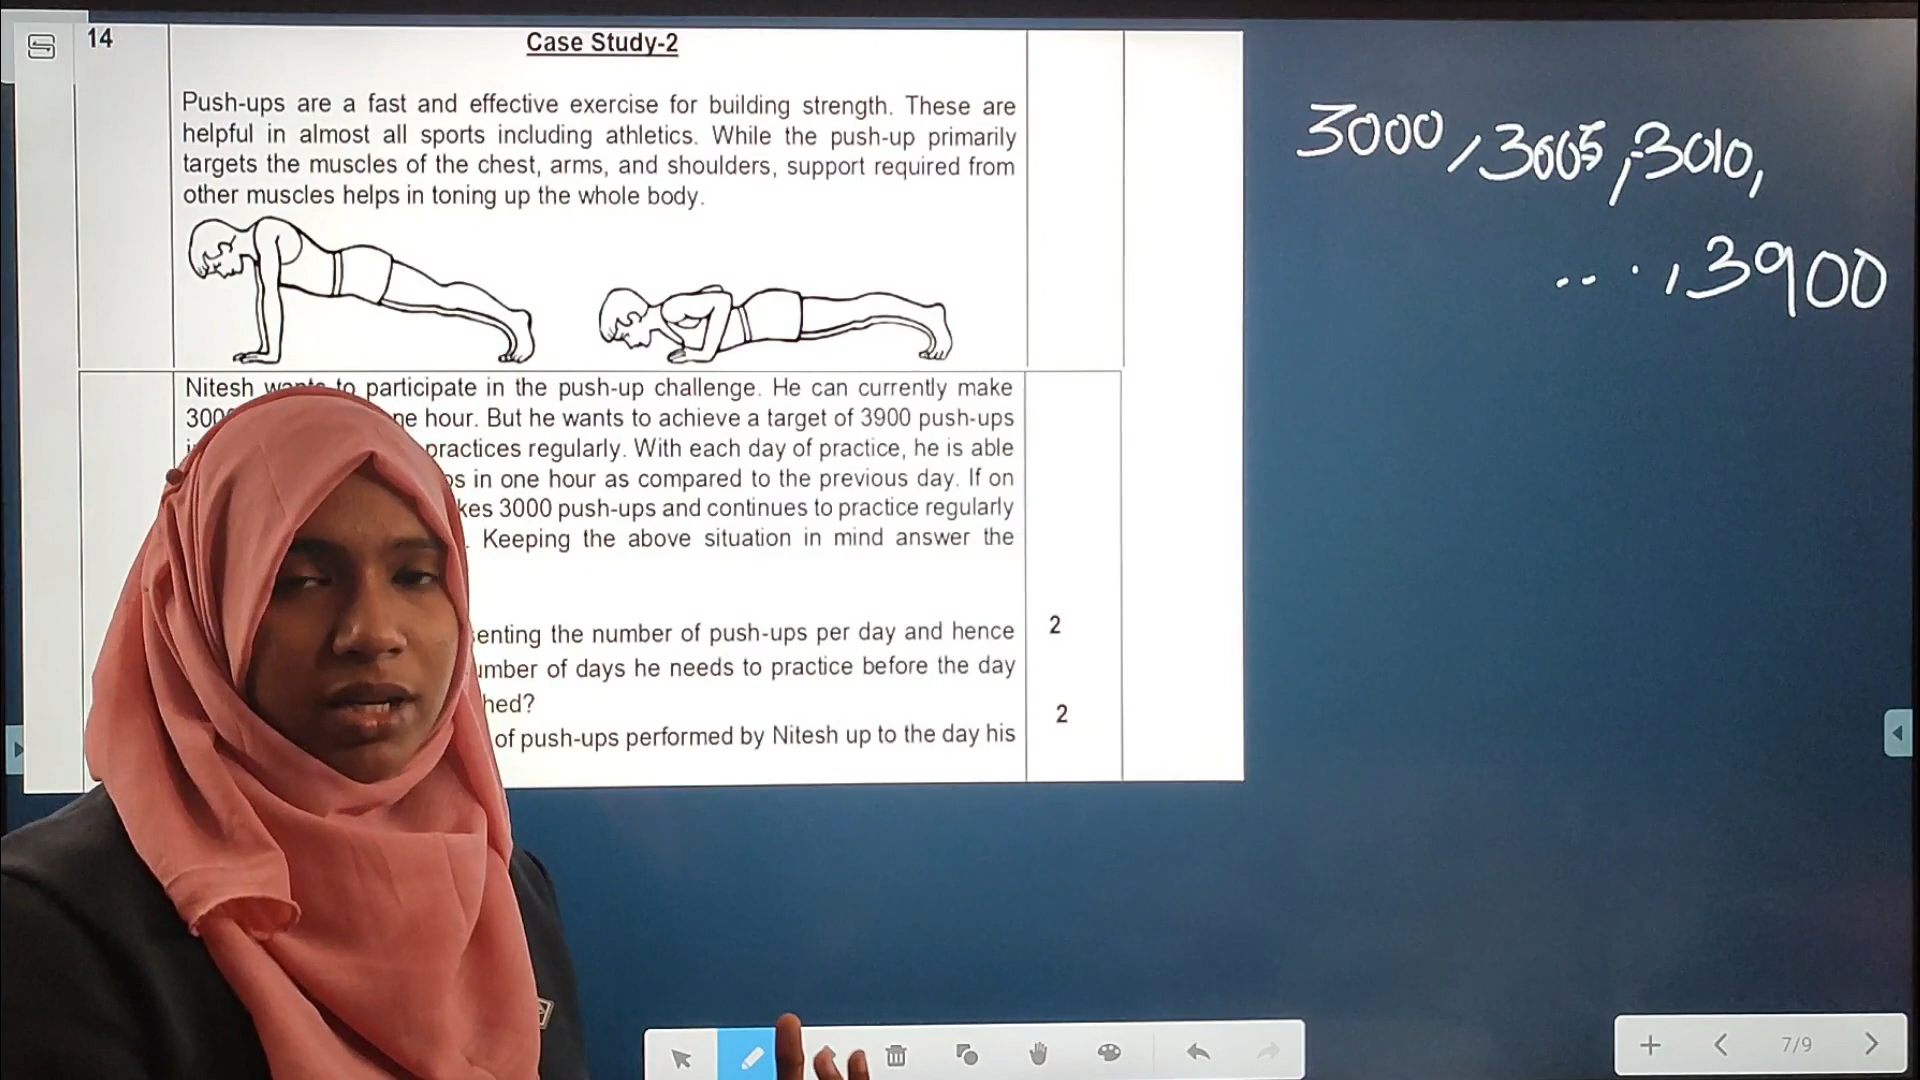 14
Case Study-2
Push-ups are a fast and effective exercise for building strength. These are
helpful in almost all sports including athletics. While the push-up primarily
targets the muscles of the chest, arms, and shoulders, support required from
other muscles helps in toning up the whole body.
3000, 3005, 3010,
...., 3900
Nitesh wants to participate in the push-up challenge. He can currently make
hour. But he wants to achieve a target of 3900 push-ups
practices regularly. With each day of practice, he is able
in one hour as compared to the previous day. If on
3000 push-ups and continues to practice regularly
. Keeping the above situation in mind answer the
the number of push-ups per day and hence 2
of days he needs to practice before the day
2
of push-ups performed by Nitesh up to the day his
7/9